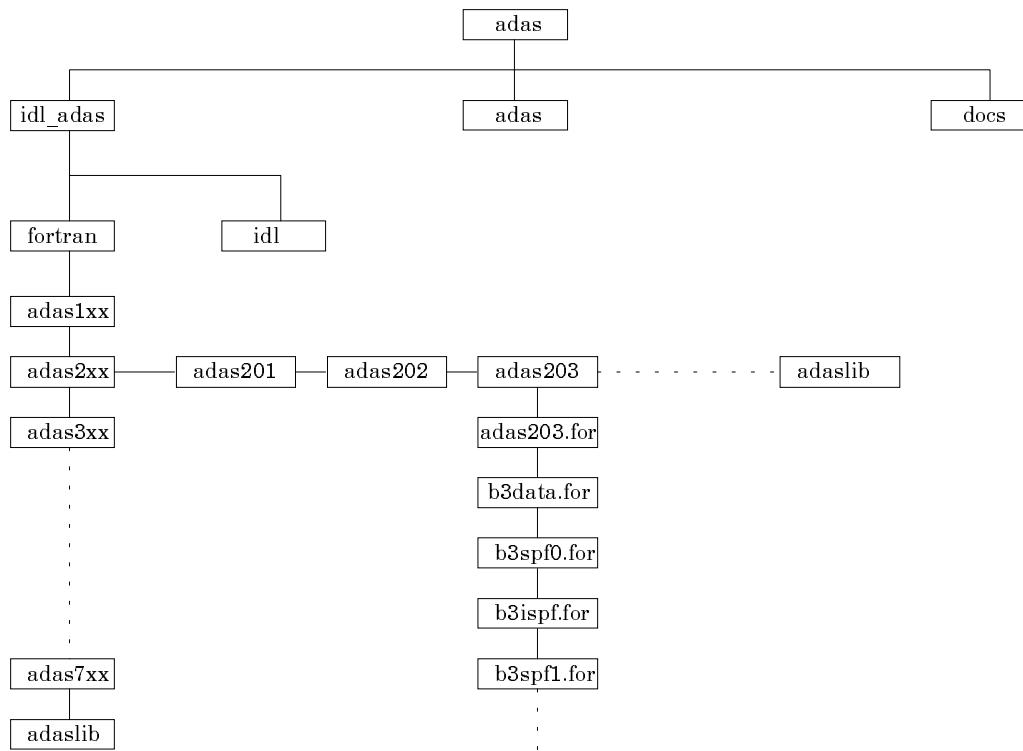 adas
idl_adas
adas
docs
fortran
idl
adas1xx
adas2xx
adas201
adas202
adas203
adaslib
adas3xx
adas203.for
b3data.for
b3spf0.for
b3ispf.for
adas7xx
b3spf1.for
adaslib